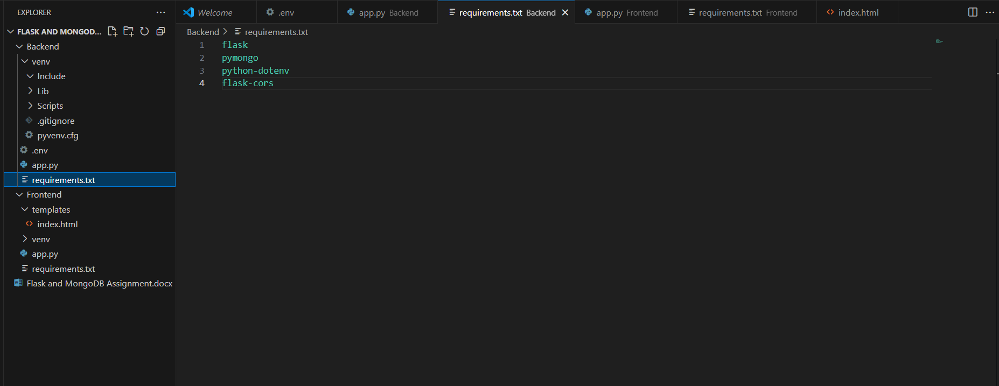 EXPLORER
FLASK AND MONGOD...
Backend
venv
Include
Lib
Scripts
.gitignore
pyvenv.cfg
.env
app.py
requirements.txt
Frontend
templates
index.html
venv
app.py
requirements.txt
Flask and MongoDB Assignment.docx
Welcome
.env
app.py Backend
requirements.txt Backend
app.py Frontend
requirements.txt Frontend
index.html
Backend > requirements.txt
1 flask
2 pymongo
3 python-dotenv
4 flask-cors